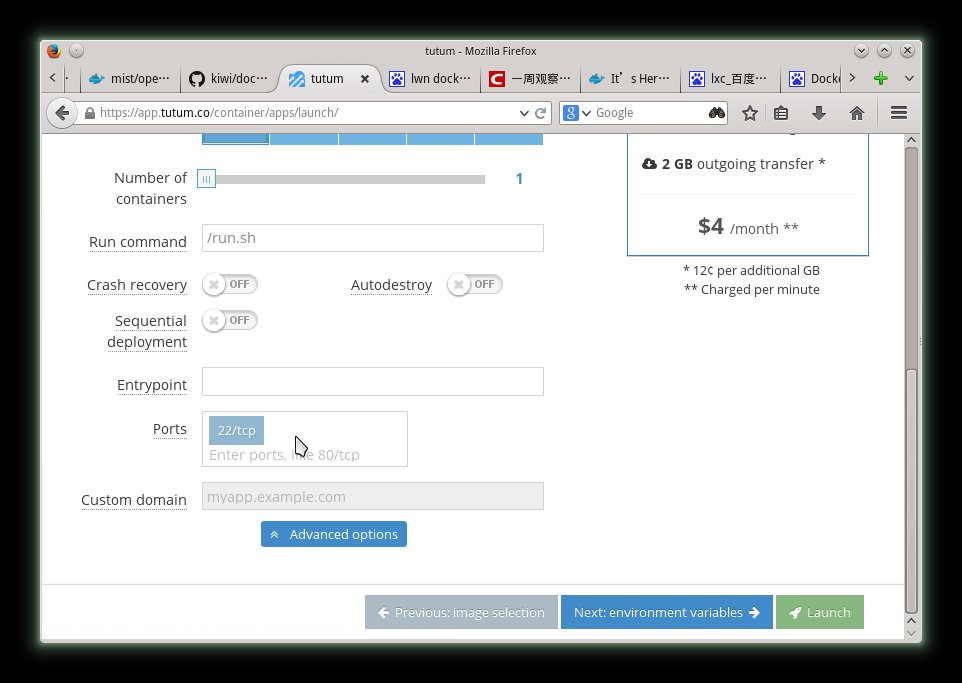 tutum - Mozilla Firefox
mist/ope… kiwi/doc… tutum lwn dock… 一周观察… It's Her… lxc_百度… Docke
https://app.tutum.co/container/apps/launch/ Google
2 GB outgoing transfer *
Number of containers 1
$4 /month **
Run command /run.sh
* 12¢ per additional GB
Crash recovery OFF Autodestroy OFF
** Charged per minute
Sequential deployment OFF
Entrypoint
Ports 22/tcp
Enter ports, like 80/tcp
Custom domain myapp.example.com
Advanced options
Previous: image selection Next: environment variables Launch